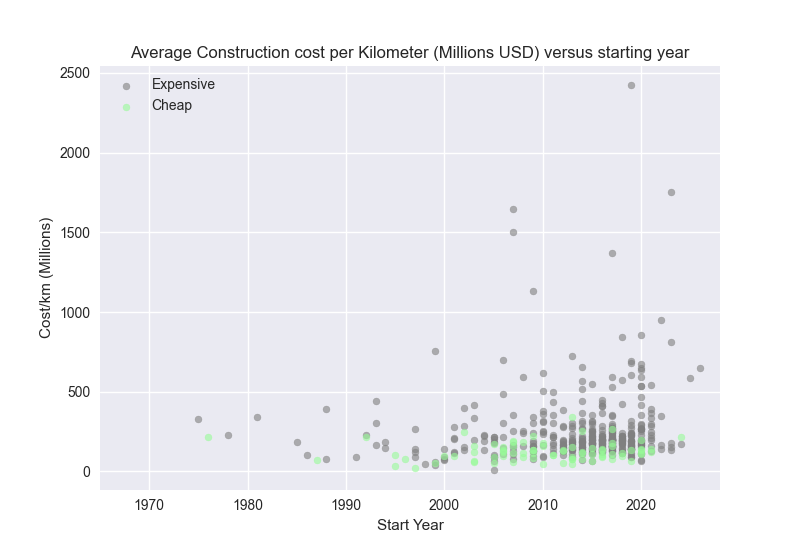 Average Construction cost per Kilometer (Millions USD) versus starting year
Expensive
Cheap
2500
2000
1500
1000
500
0
Cost/km (Millions)
1970
1980
1990
2000
2010
2020
Start Year